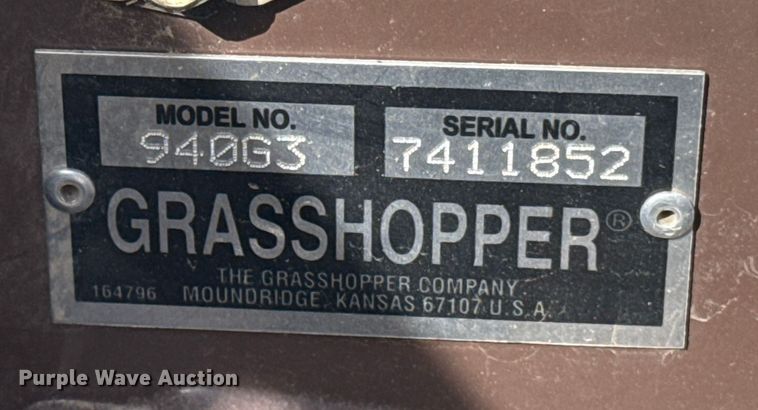 MODEL NO.
940G3
SERIAL NO.
7411852
GRASSHOPPER®
THE GRASSHOPPER COMPANY
164796 MOUNDRIDGE, KANSAS 67107 U.S.A.
Purple Wave Auction